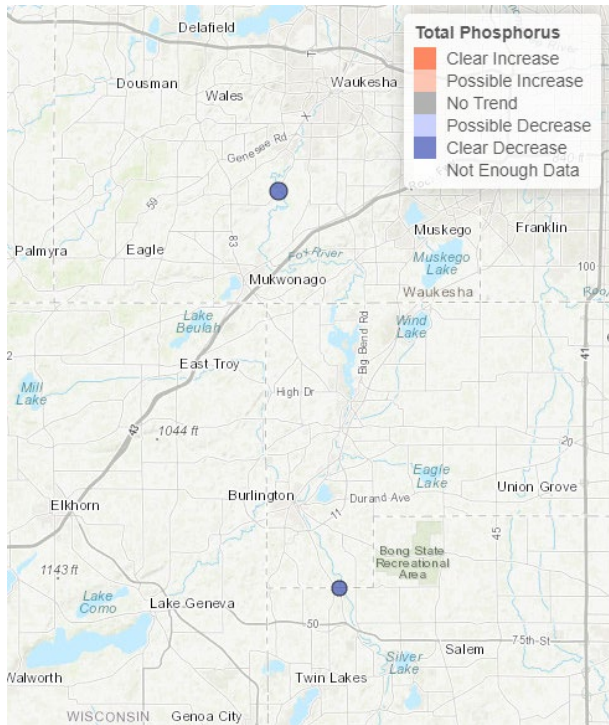 Delafield
Total Phosphorus
Clear Increase
Possible Increase
No Trend
Possible Decrease
Clear Decrease
Not Enough Data
Dousman
Wales
Waukesha
Genesee Rd
59
83
Palmyra
Eagle
Fox River
Mukwonago
Muskego
Franklin
Muskego
Lake
100
Waukesha
Lake
Beulah
Wind
Lake
Big Bend Rd
East Troy
41
Mill
Lake
High Dr
43
1044 ft
20
Eagle
Lake
Burlington
Durand Ave
Union Grove
11
45
Elkhorn
Bong State
Recreational
Area
1143 ft
Lake
Como
Lake Geneva
50
75th-St
Salem
Silver
Lake
Walworth
Twin Lakes
WISCONSIN
Genoa City